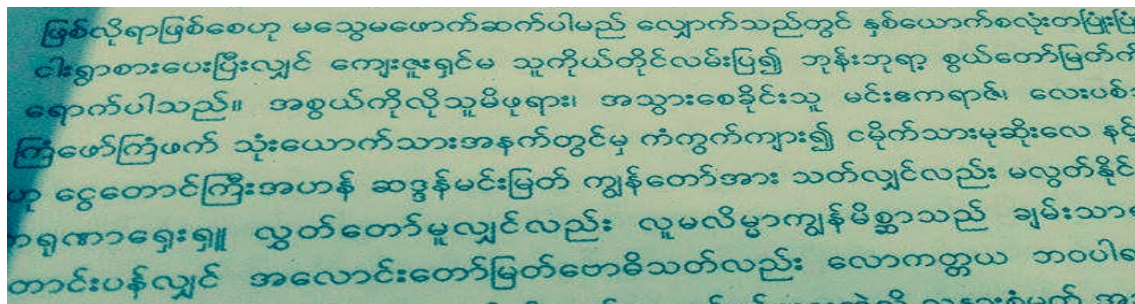 ဖြစ်လိုရာဖြစ်စေဟု မသွေမဖောက်ဆက်ပါမည် လျှောက်သည်တွင် နှစ်ယောက်စလုံးတပြုံးပြုံ
ငါးရွာစားပေးပြီးလျှင် ကျေးဇူးရှင်မ သူကိုယ်တိုင်လမ်းပြ၍ ဘုန်းဘုရာ့ စွယ်တော်မြတ်
ရောက်ပါသည်။ အစွယ်ကိုလိုသူမိဖုရား၊ အသွားစေခိုင်းသူ မင်းဧကရာဇ်၊ လေးပစ်
ကြံဖော်ကြံဖက် သုံးယောက်သားအနက်တွင်မှ ကံကွက်ကျား၍ ငမိုက်သားမုဆိုးလေ
ဟု ငွေတောင်ကြီးအဟန် ဆဒ္ဒန်မင်းမြတ် ကျွန်တော်အား သတ်လျှင်လည်း မလွတ်နိုင်
ရုဏာရှေးရှူ လွှတ်တော်မူလျှင်လည်း လူမလိမ္မာကျွန်မိစ္ဆာသည် ချမ်းသာ
တာင်းပန်လျှင် အလောင်းတော်မြတ်ဗောဓိသတ်လည်း လောကတ္တယ ဘဝပါ